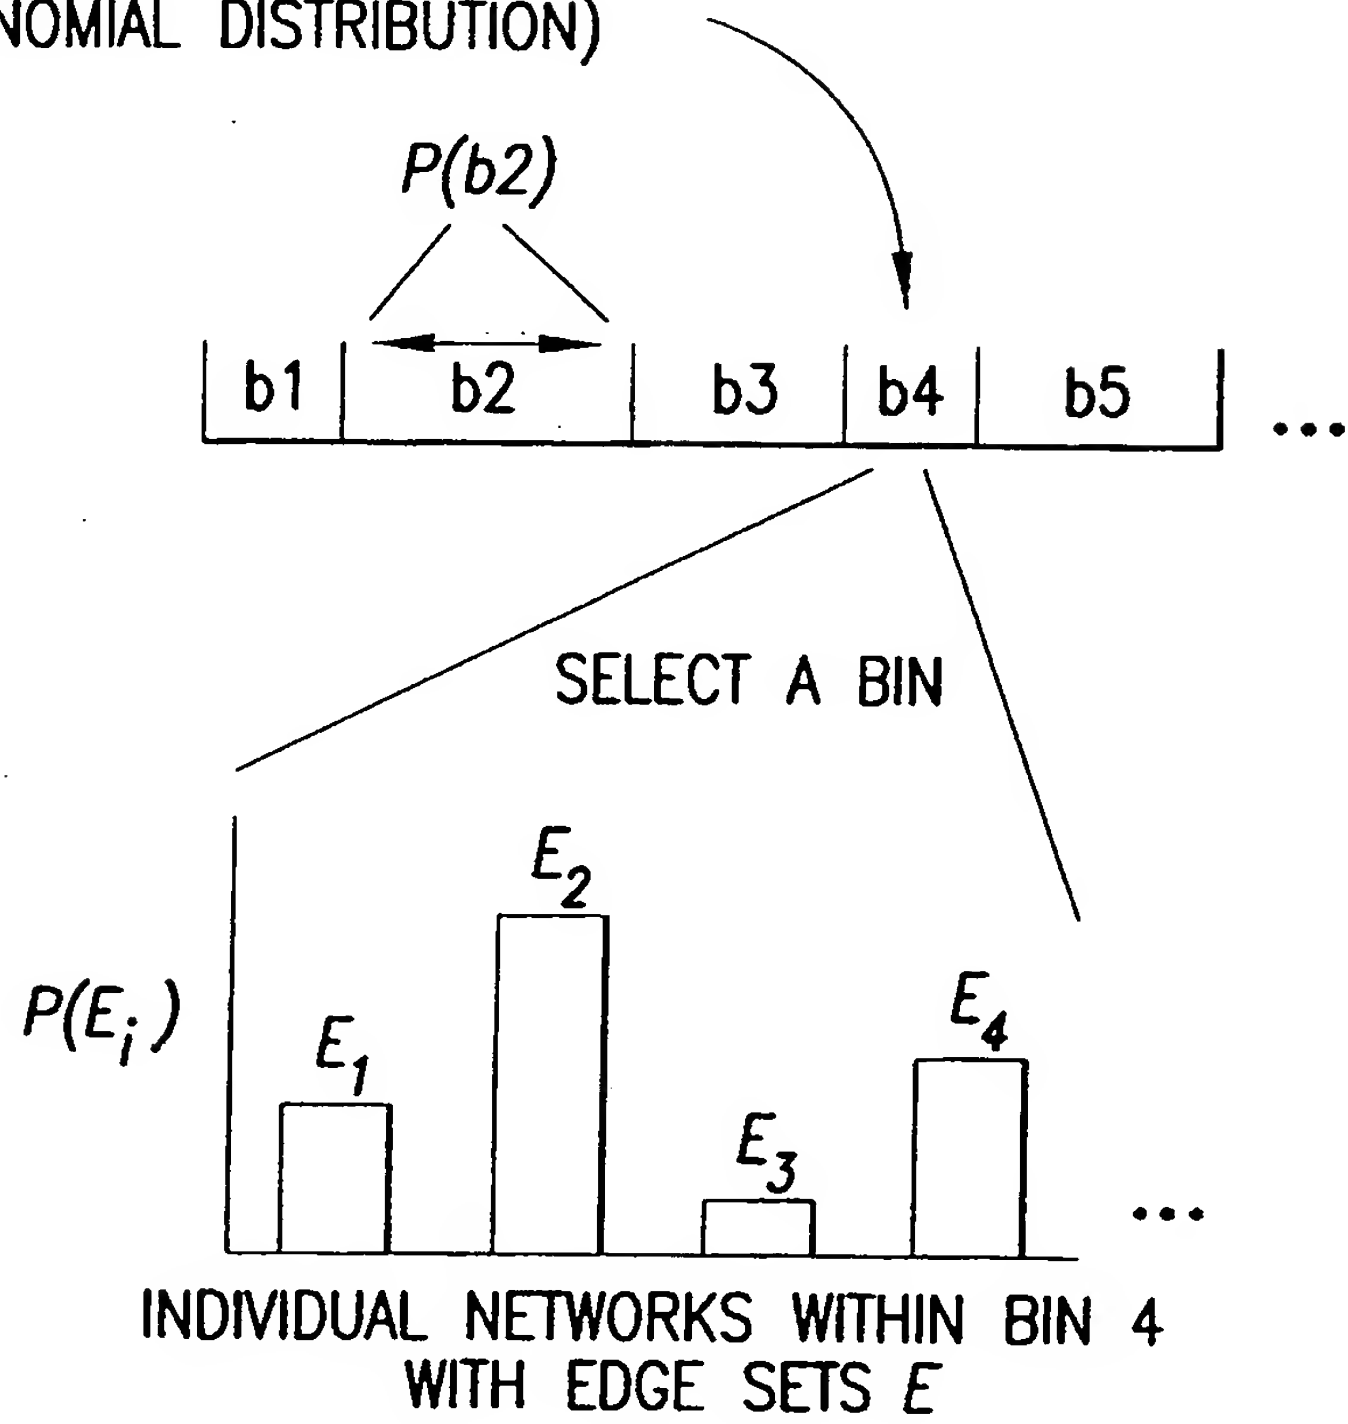 NOMIAL DISTRIBUTION)
P(b2)
b1 b2 b3 b4 b5 ...
SELECT A BIN
E2
E4
P(Ei)
E1
E3
...
INDIVIDUAL NETWORKS WITHIN BIN 4
WITH EDGE SETS E